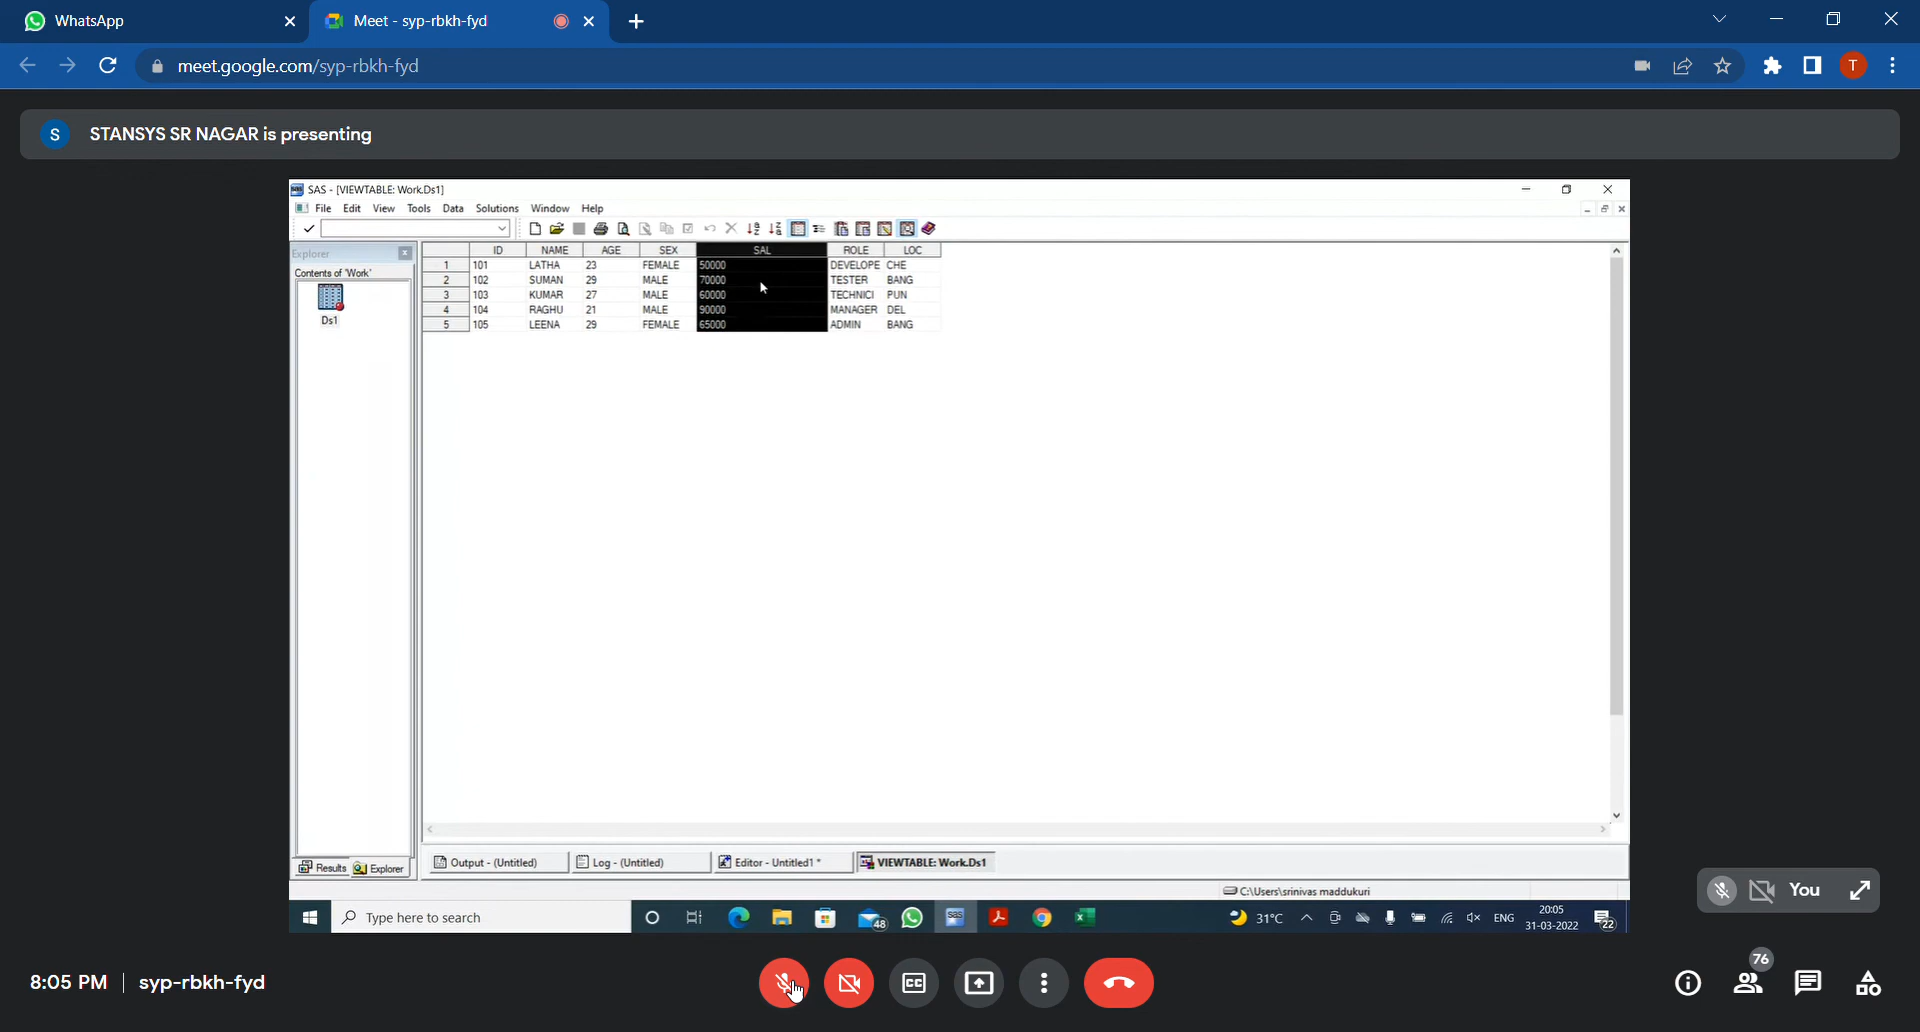 WhatsApp
Meet - syp-rbkh-fyd
meet.google.com/syp-rbkh-fyd
T
S STANSYS SR NAGAR is presenting
SAS - [VIEWTABLE: Work.Ds1]
File Edit View Tools Data Solutions Window Help
Explorer
Contents of 'Work'
Ds1
ID NAME AGE SEX SAL ROLE LOC
1 101 LATHA 23 FEMALE 50000 DEVELOPE CHE
2 102 SUMAN 29 MALE 70000 TESTER BANG
3 103 KUMAR 27 MALE 60000 TECHNICI PUN
4 104 RAGHU 21 MALE 90000 MANAGER DEL
5 105 LEENA 29 FEMALE 65000 ADMIN BANG
Results Explorer
Output - (Untitled) Log - (Untitled) Editor - Untitled1 * VIEWTABLE: Work.Ds1
C:\Users\srinivas maddukuri
You
Type here to search
48
sas
31°C ENG
20:05
31-03-2022
22
8:05 PM syp-rbkh-fyd
CC
76